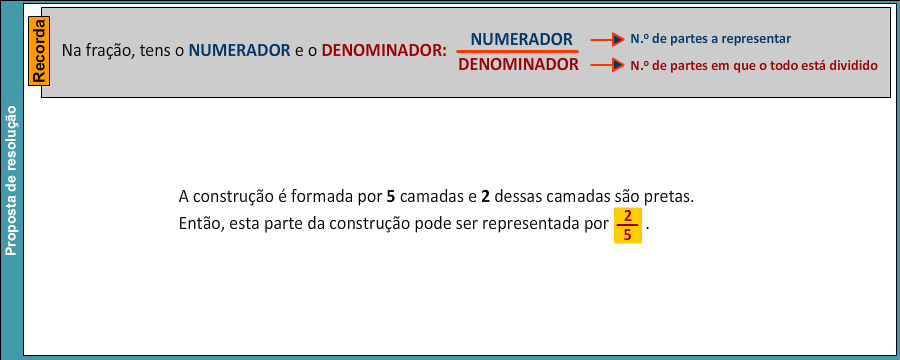 Proposta de resolução
Recorda
Na fração, tens o NUMERADOR e o DENOMINADOR:
NUMERADOR
DENOMINADOR
N.º de partes a representar
N.º de partes em que o todo está dividido
A construção é formada por 5 camadas e 2 dessas camadas são pretas.
Então, esta parte da construção pode ser representada por 2/5 .